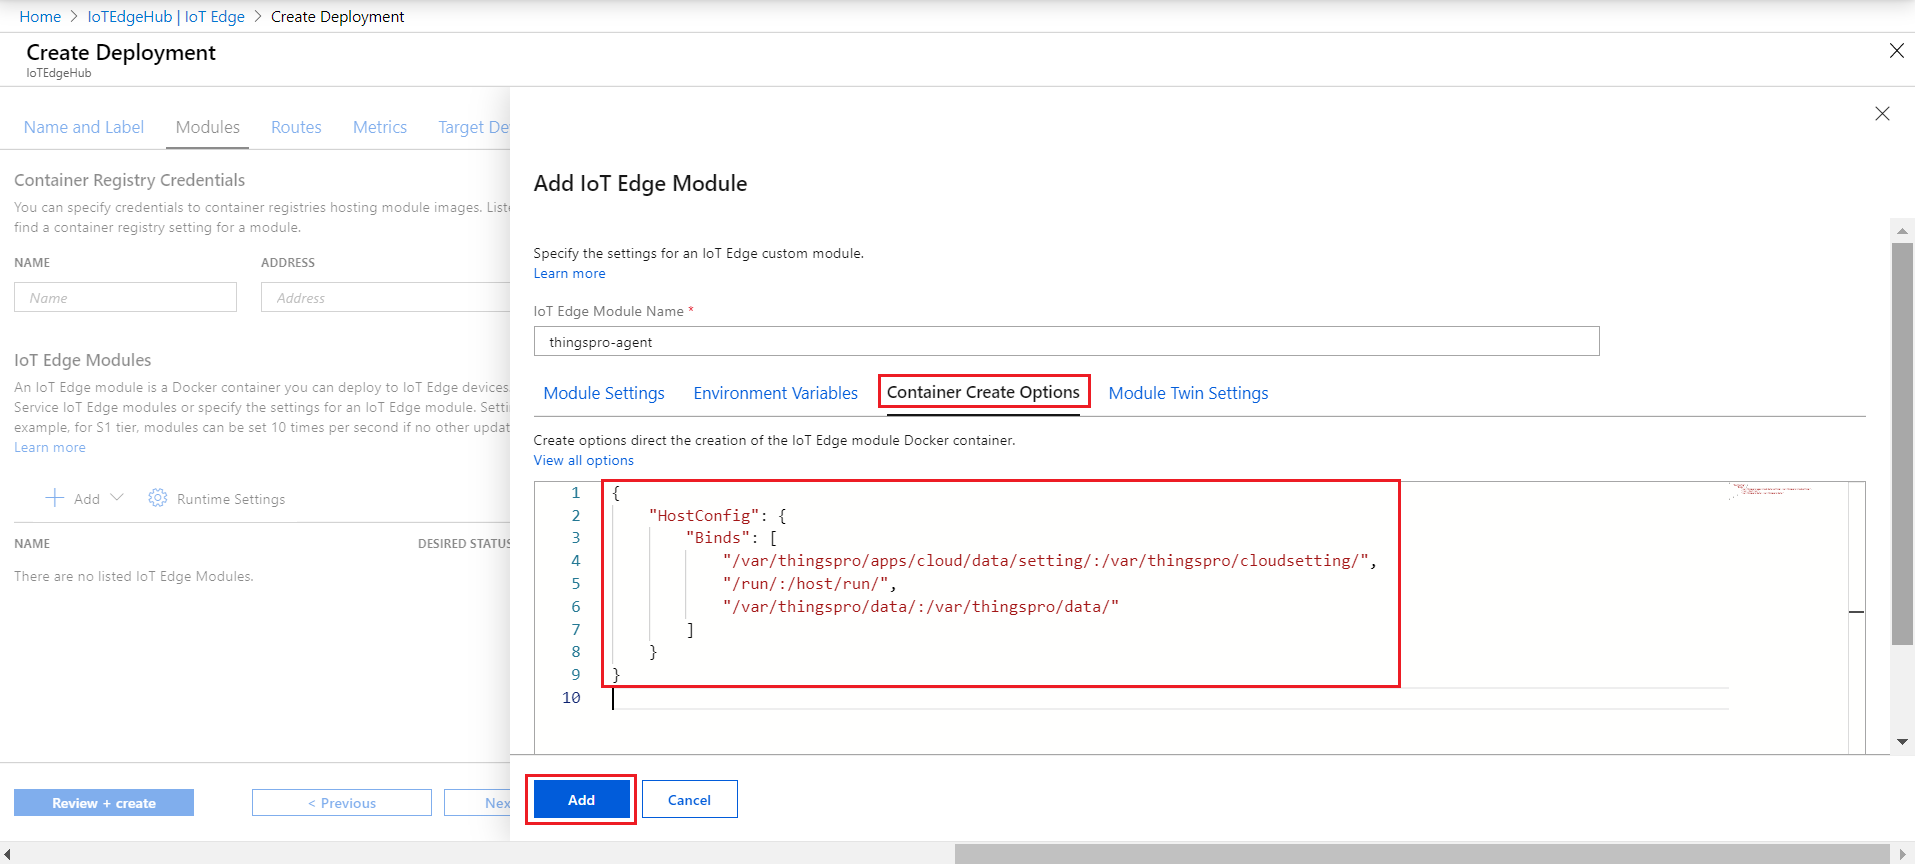 Home > IoTEdgeHub | IoT Edge > Create Deployment
Create Deployment
IoTEdgeHub
Name and Label Modules Routes Metrics Target De
Container Registry Credentials
You can specify credentials to container registries hosting module images. Liste
find a container registry setting for a module.
NAME ADDRESS
Name Address
IoT Edge Modules
An IoT Edge module is a Docker container you can deploy to IoT Edge devices.
Service IoT Edge modules or specify the settings for an IoT Edge module. Setti
example, for S1 tier, modules can be set 10 times per second if no other updat
Learn more
Add Runtime Settings
NAME DESIRED STATUS
There are no listed IoT Edge Modules.
Review + create < Previous Nex
Add IoT Edge Module
Specify the settings for an IoT Edge custom module.
Learn more
IoT Edge Module Name *
thingspro-agent
Module Settings Environment Variables Container Create Options Module Twin Settings
Create options direct the creation of the IoT Edge module Docker container.
View all options
1 {
2 "HostConfig": {
3 "Binds": [
4 "/var/thingspro/apps/cloud/data/setting/:/var/thingspro/cloudsetting/",
5 "/run/:/host/run/",
6 "/var/thingspro/data/:/var/thingspro/data/"
7 ]
8 }
9 }
10
Add Cancel